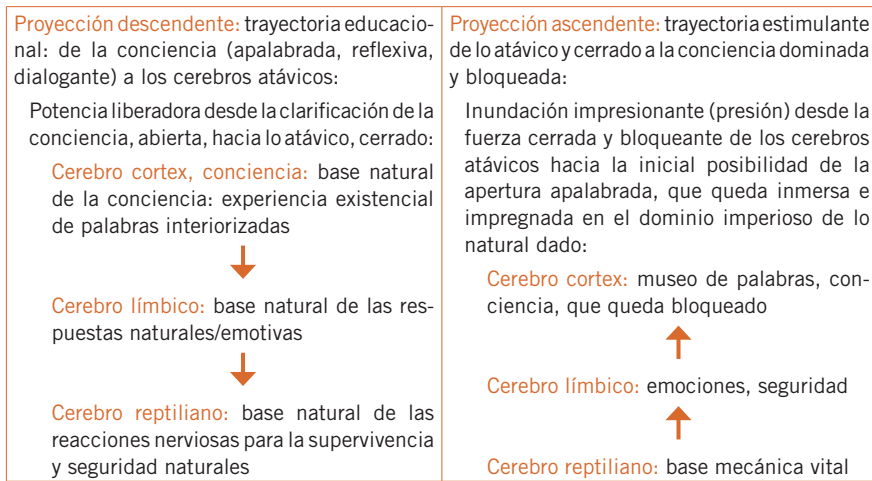 Proyección descendente: trayectoria educacio-
nal: de la conciencia (apalabrada, reflexiva,
dialogante) a los cerebros atávicos:
Potencia liberadora desde la clarificación de la
conciencia, abierta, hacia lo atávico, cerrado:
Cerebro cortex, conciencia: base natural
de la conciencia: experiencia existencial
de palabras interiorizadas
Cerebro límbico: base natural de las res-
puestas naturales/emotivas
Cerebro reptiliano: base natural de las
reacciones nerviosas para la supervivencia
y seguridad naturales
Proyección ascendente: trayectoria estimulante
de lo atávico y cerrado a la conciencia dominada
y bloqueada:
Inundación impresionante (presión) desde la
fuerza cerrada y bloqueante de los cerebros
atávicos hacia la inicial posibilidad de la
apertura apalabrada, que queda inmersa e
impregnada en el dominio imperioso de lo
natural dado:
Cerebro cortex: museo de palabras, con-
ciencia, que queda bloqueado
Cerebro límbico: emociones, seguridad
Cerebro reptiliano: base mecánica vital